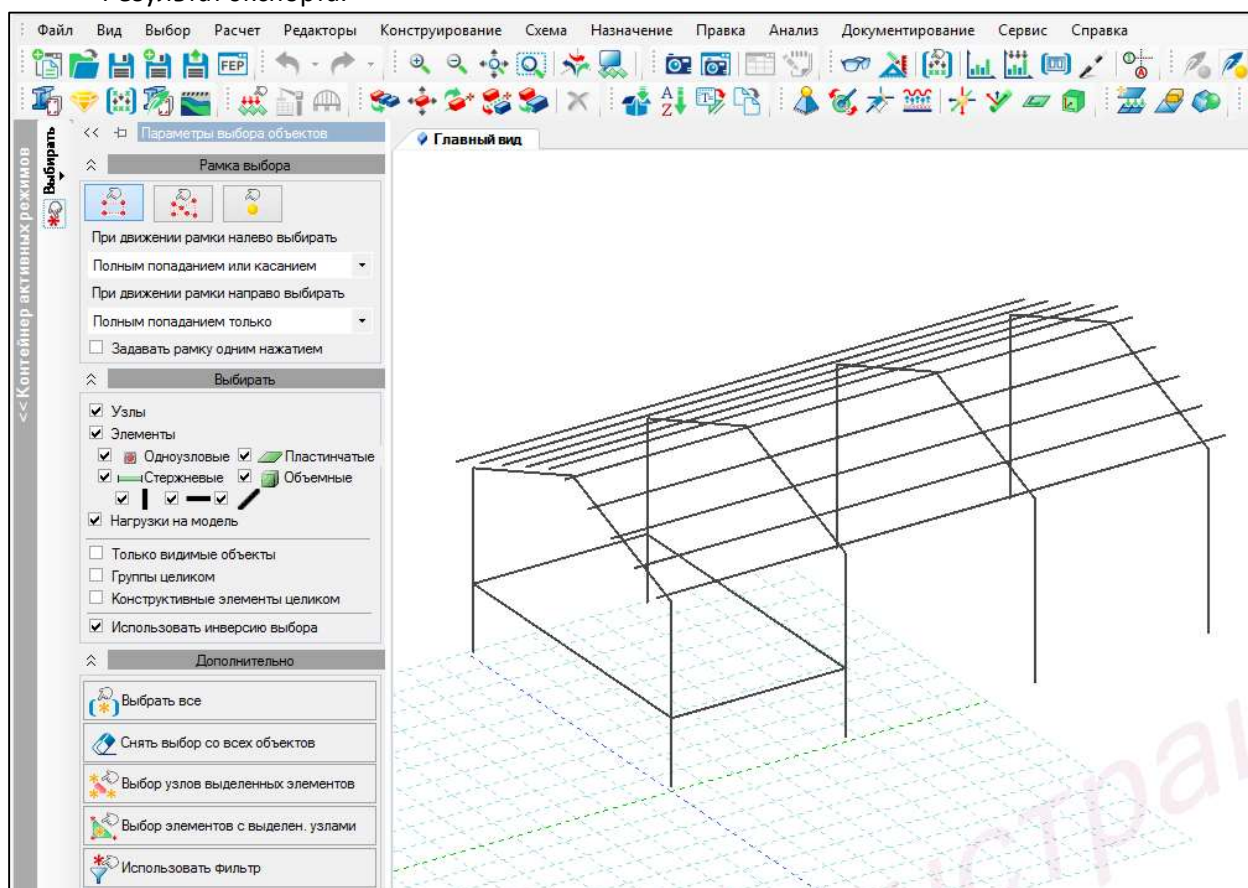 Результат экспорта:
Файл Вид Выбор Расчет Редакторы Конструирование Схема Назначение Правка Анализ Документирование Сервис Справка
FEP
<< Контейнер активных режимов
Выбирать
<< Параметры выбора объектов
Главный вид
Рамка выбора
При движении рамки налево выбирать
Полным попаданием или касанием
При движении рамки направо выбирать
Полным попаданием только
Задавать рамку одним нажатием
Выбирать
Узлы
Элементы
Одноузловые Пластинчатые
Стержневые Объемные
Нагрузки на модель
Только видимые объекты
Группы целиком
Конструктивные элементы целиком
Использовать инверсию выбора
Дополнительно
Выбрать все
Снять выбор со всех объектов
Выбор узлов выделенных элементов
Выбор элементов с выделен. узлами
Использовать фильтр